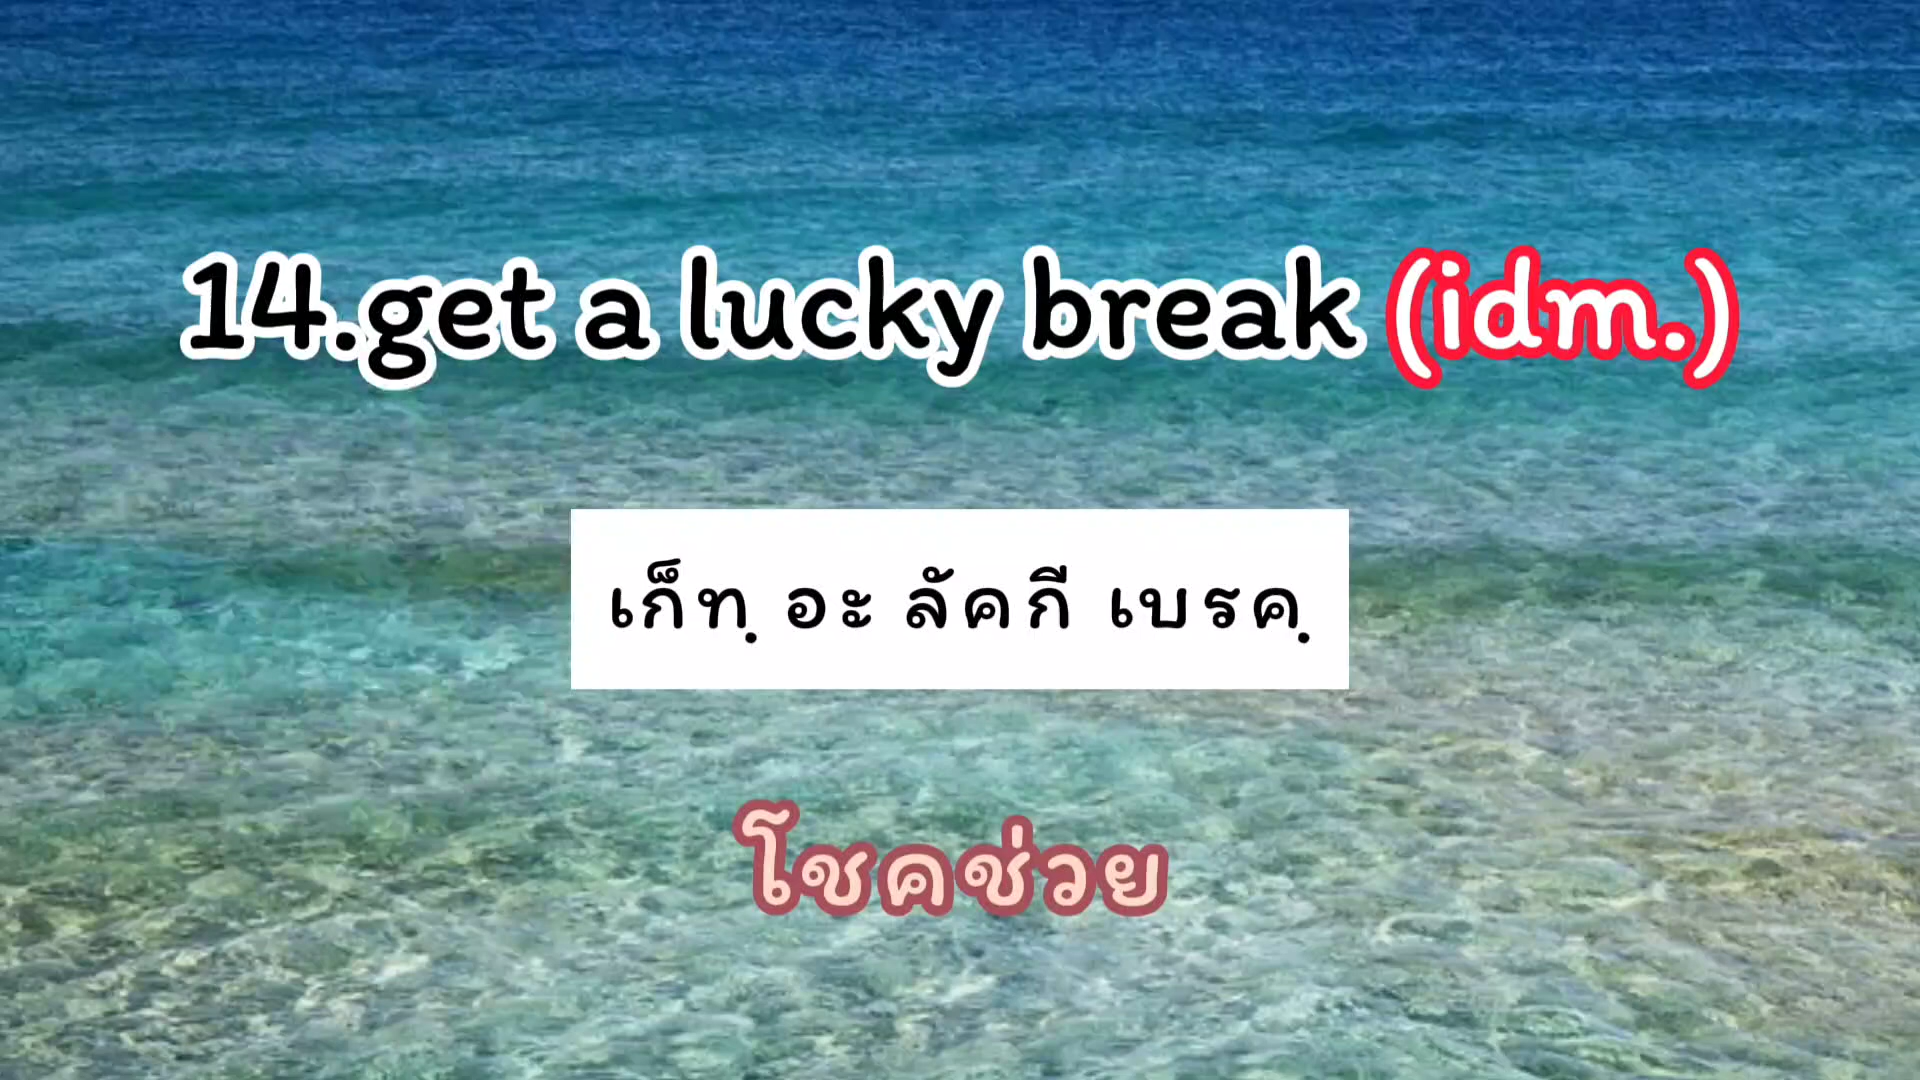 14.get a lucky break (idm.)
เก็ทฺ อะ ลัคกี เบรคฺ
โชคช่วย